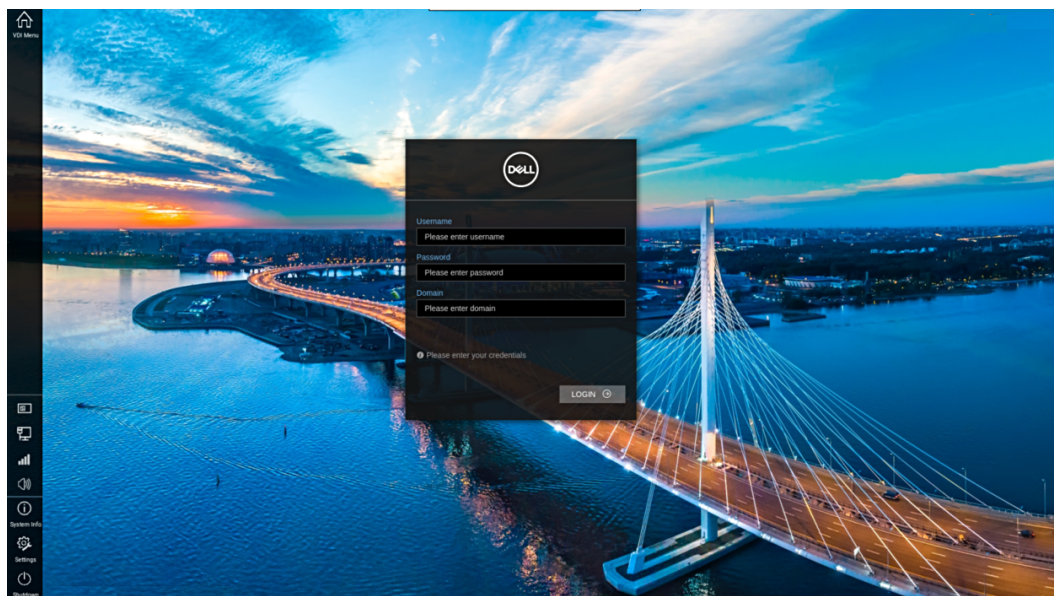 VDI Menu
DELL
Username
Please enter username
Password
Please enter password
Domain
Please enter domain
Please enter your credentials
LOGIN
System Info
Settings
Shutdown